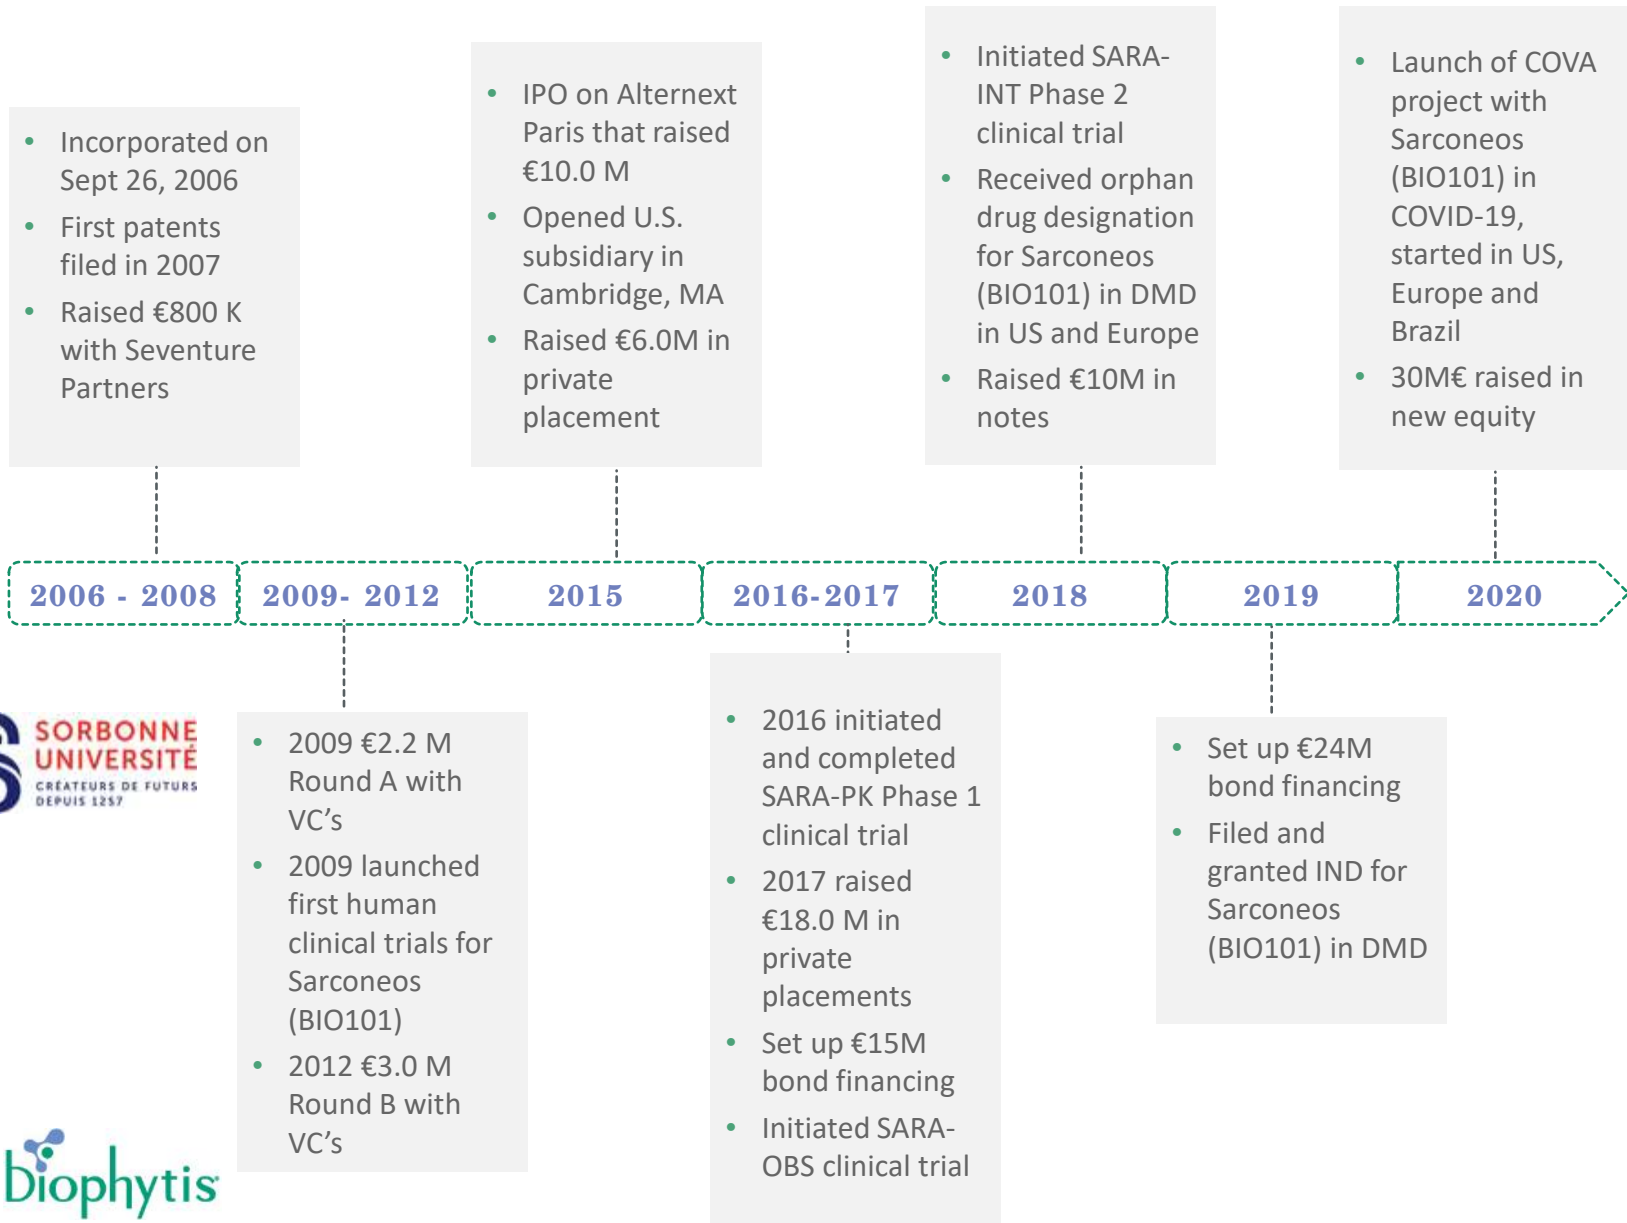 • Incorporated on
Sept 26, 2006
• First patents
filed in 2007
• Raised €800 K
with Seventure
Partners
• IPO on Alternext
Paris that raised
€10.0 M
• Opened U.S.
subsidiary in
Cambridge, MA
• Raised €6.0M in
private
placement
• Initiated SARA-
INT Phase 2
clinical trial
• Received orphan
drug designation
for Sarconeos
(BIO101) in DMD
in US and Europe
• Raised €10M in
notes
• Launch of COVA
project with
Sarconeos
(BIO101) in
COVID-19,
started in US,
Europe and
Brazil
• 30M€ raised in
new equity
2006 - 2008
2009- 2012
2015
2016-2017
2018
2019
2020
SORBONNE
UNIVERSITÉ
CRÉATEURS DE FUTURS
DEPUIS 1257
• 2009 €2.2 M
Round A with
VC’s
• 2009 launched
first human
clinical trials for
Sarconeos
(BIO101)
• 2012 €3.0 M
Round B with
VC’s
• 2016 initiated
and completed
SARA-PK Phase 1
clinical trial
• 2017 raised
€18.0 M in
private
placements
• Set up €15M
bond financing
• Initiated SARA-
OBS clinical trial
• Set up €24M
bond financing
• Filed and
granted IND for
Sarconeos
(BIO101) in DMD
biophytis